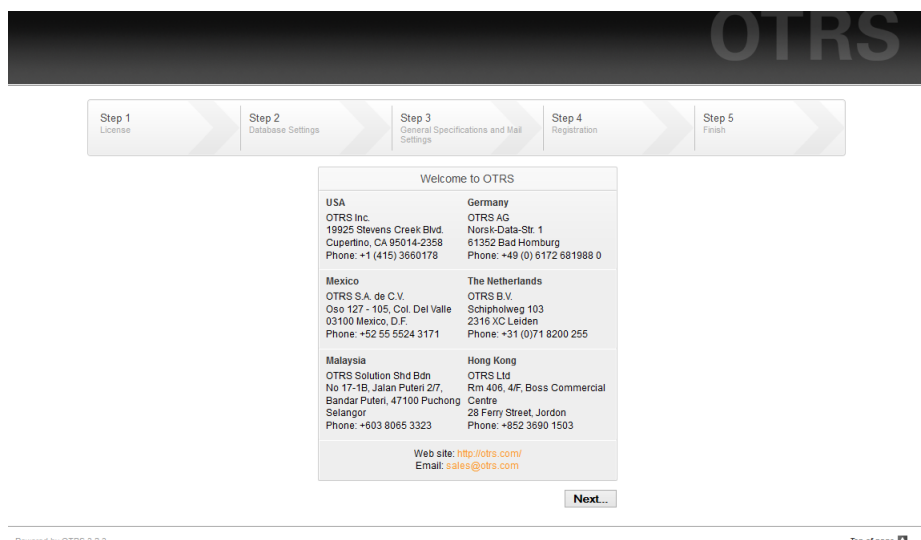 OTRS
Step 1
License
Step 2
Database Settings
Step 3
General Specifications and Mail
Settings
Step 4
Registration
Step 5
Finish
Welcome to OTRS
USA
OTRS Inc.
19925 Stevens Creek Blvd.
Cupertino, CA 95014-2358
Phone: +1 (415) 3660178
Germany
OTRS AG
Norsk-Data-Str. 1
61352 Bad Homburg
Phone: +49 (0) 6172 681988 0
Mexico
OTRS S.A. de C.V.
Oso 127 - 105, Col. Del Valle
03100 Mexico, D.F.
Phone: +52 55 5524 3171
The Netherlands
OTRS B.V.
Schipholweg 103
2316 XC Leiden
Phone: +31 (0)71 8200 255
Malaysia
OTRS Solution Shd Bdn
No 17-1B, Jalan Puteri 2/7,
Bandar Puteri, 47100 Puchong
Selangor
Phone: +603 8065 3323
Hong Kong
OTRS Ltd
Rm 406, 4/F, Boss Commercial
Centre
28 Ferry Street, Jordon
Phone: +852 3690 1503
Web site: http://otrs.com/
Email: sales@otrs.com
Next...
Powered by OTRS
Top of page